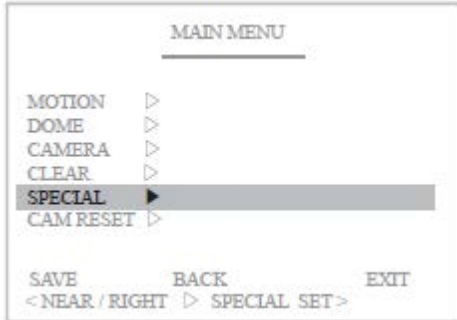 MAIN MENU
MOTION ▷
DOME ▷
CAMERA ▷
CLEAR ▷
SPECIAL ▶
CAM RESET ▷
SAVE BACK EXIT
< NEAR / RIGHT ▷ SPECIAL SET >